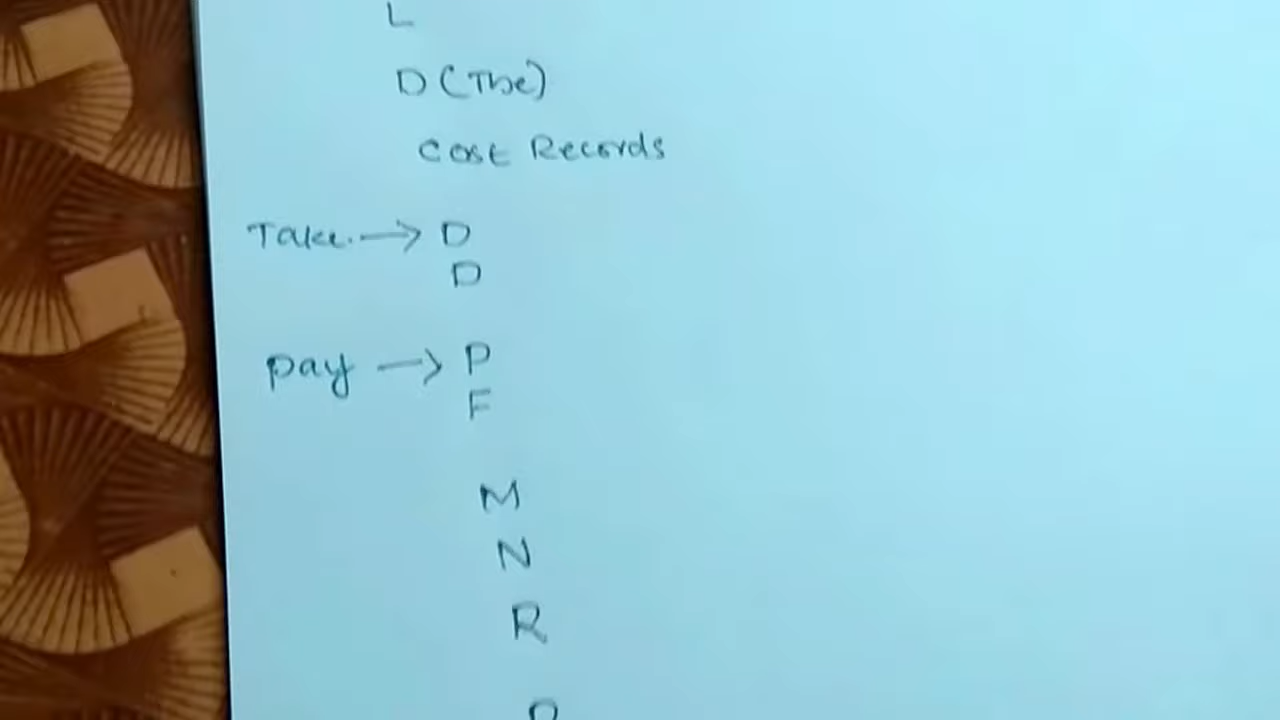 L
D (The)
Cost Records
Take → D
D
Pay → P
F
M
N
R